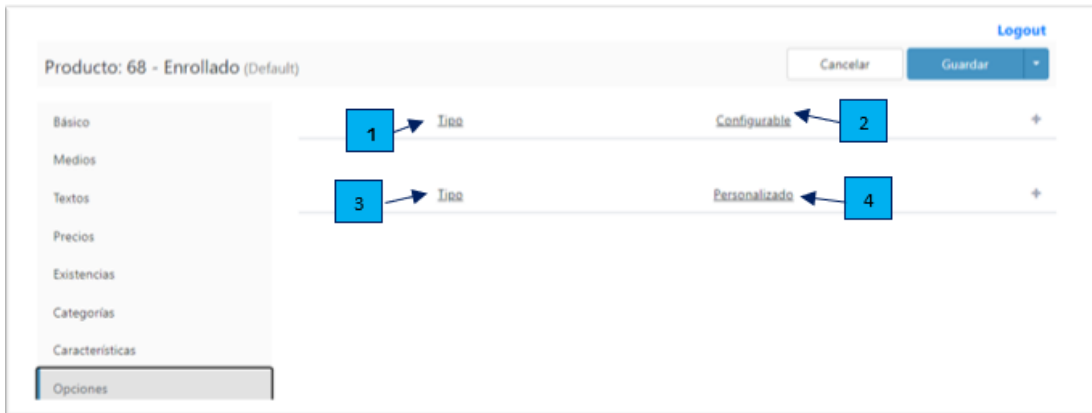 Logout
Producto: 68 - Enrollado (Default)
Cancelar
Guardar
Básico
1
Tipo
Configurable
2
+
Medios
Textos
3
Tipo
Personalizado
4
+
Precios
Existencias
Categorías
Características
Opciones